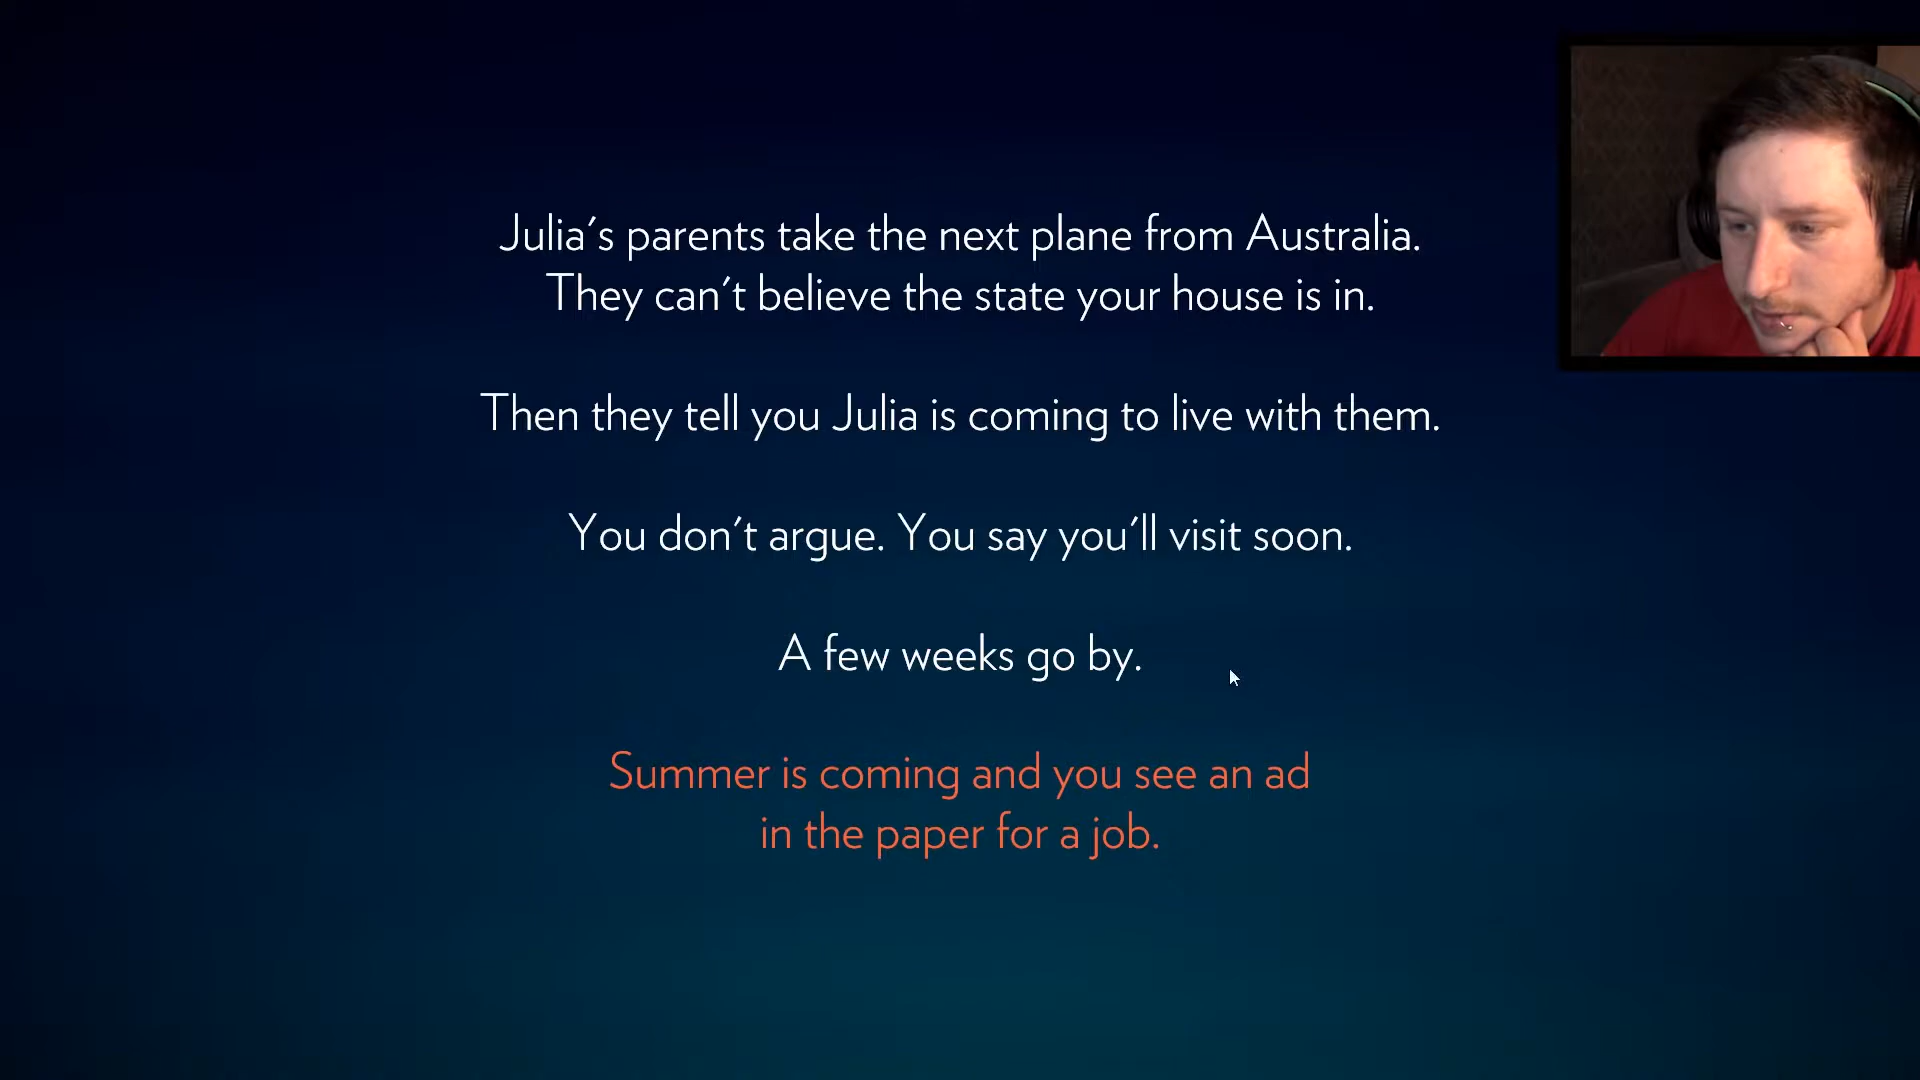 Julia's parents take the next plane from Australia.
They can't believe the state your house is in.
Then they tell you Julia is coming to live with them.
You don't argue. You say you'll visit soon.
A few weeks go by.
Summer is coming and you see an ad
in the paper for a job.